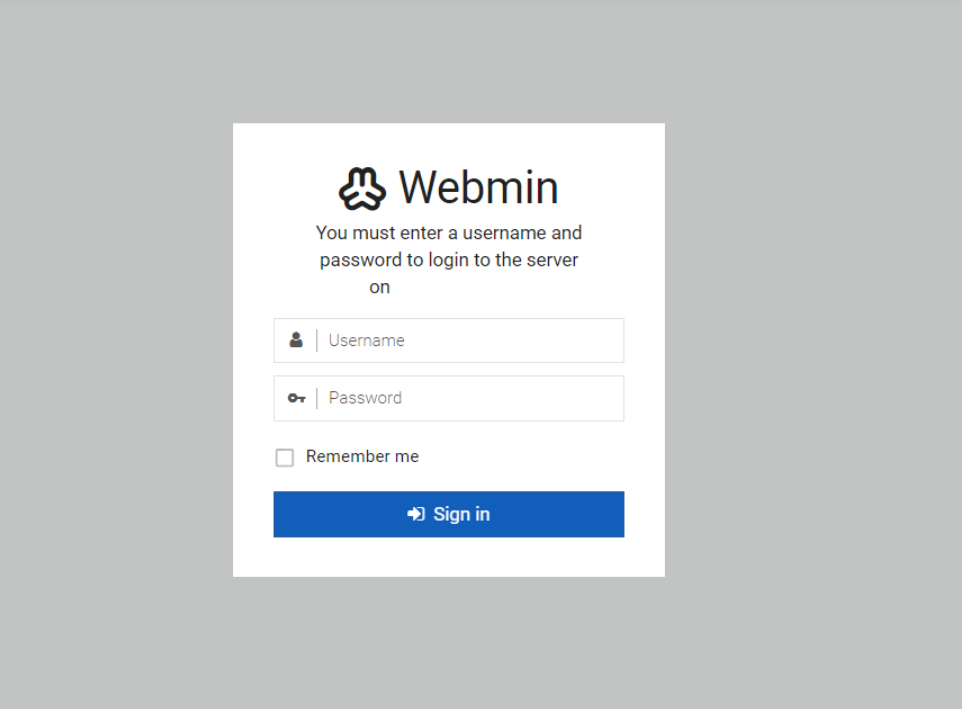 Webmin
You must enter a username and
password to login to the server
on
Username
Password
Remember me
Sign in